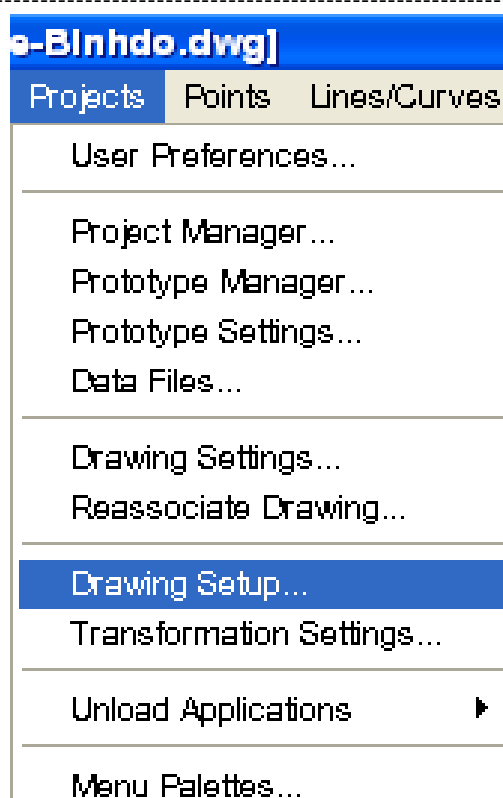 e-Binhdo.dwg]
Projects Points Lines/Curves
User Preferences...
Project Manager...
Prototype Manager...
Prototype Settings...
Data Files...
Drawing Settings...
Reassociate Drawing...
Drawing Setup...
Transformation Settings...
Unload Applications
Menu Palettes...